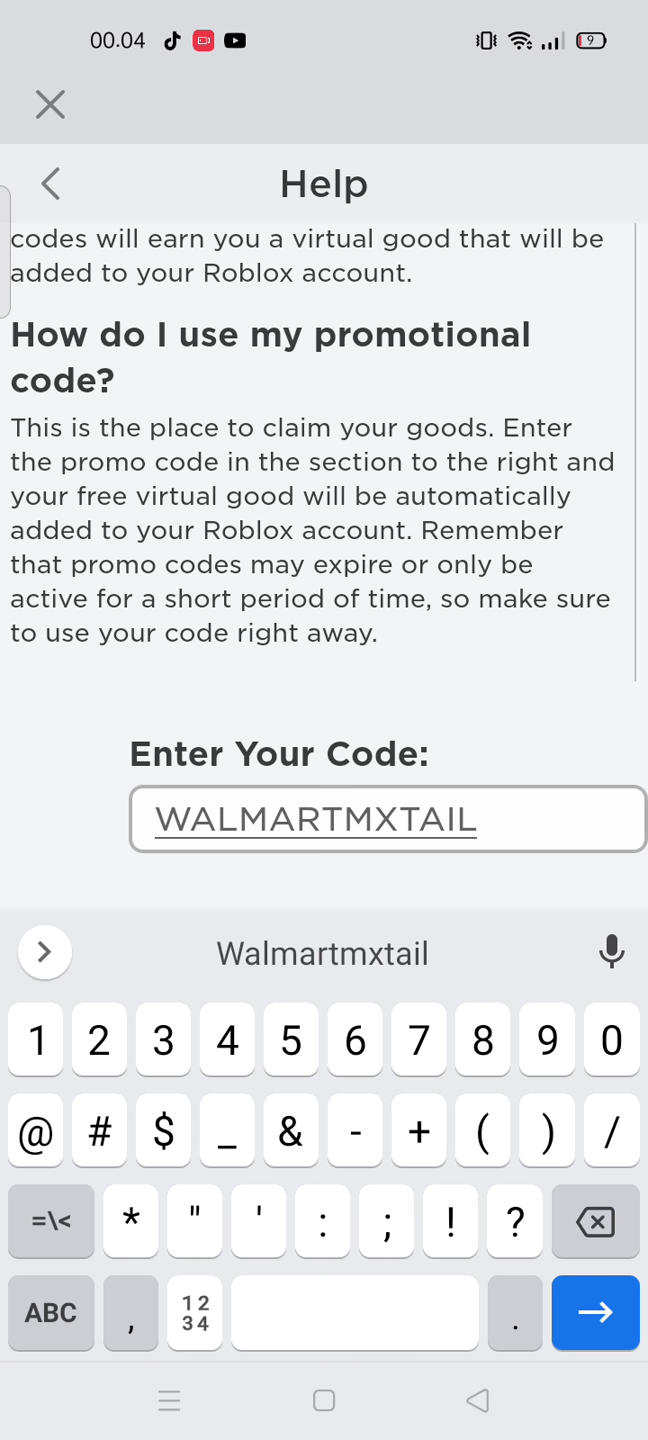 00.04
9
Help
codes will earn you a virtual good that will be
added to your Roblox account.
How do I use my promotional
code?
This is the place to claim your goods. Enter
the promo code in the section to the right and
your free virtual good will be automatically
added to your Roblox account. Remember
that promo codes may expire or only be
active for a short period of time, so make sure
to use your code right away.
Enter Your Code:
WALMARTMXTAIL
Walmartmxtail
1 2 3 4 5 6 7 8 9 0
@ # $ _ & - + ( ) /
=\< * " ' : ; ! ?
ABC , 12 34 .